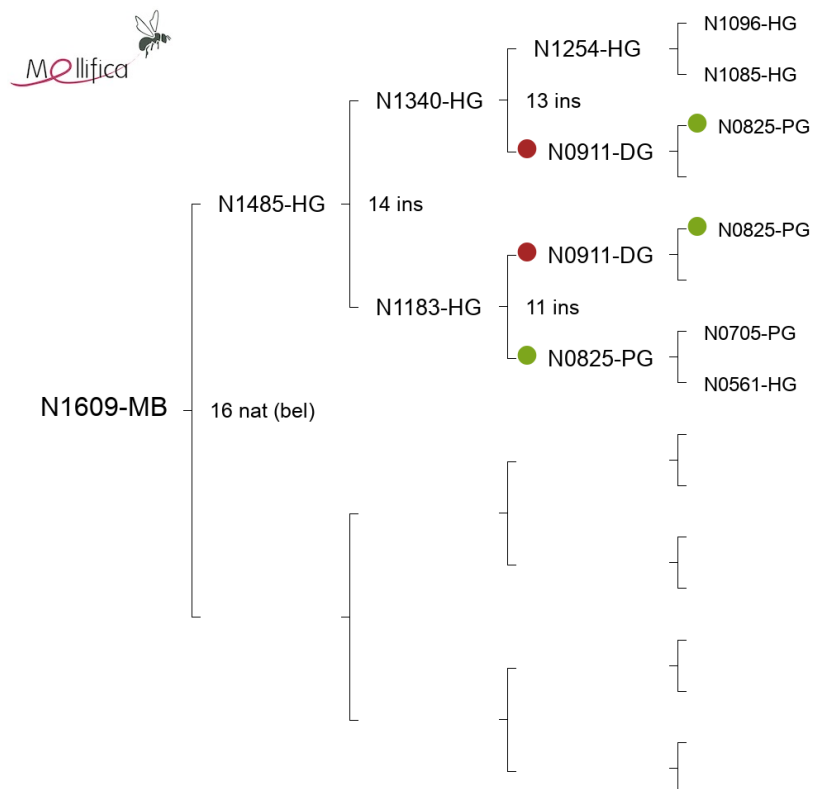 Mellifica
N1096-HG
N1254-HG
N1085-HG
N1340-HG
13 ins
N0825-PG
N0911-DG
N1485-HG
14 ins
N0825-PG
N0911-DG
N1183-HG
11 ins
N0705-PG
N0825-PG
N0561-HG
N1609-MB
16 nat (bel)